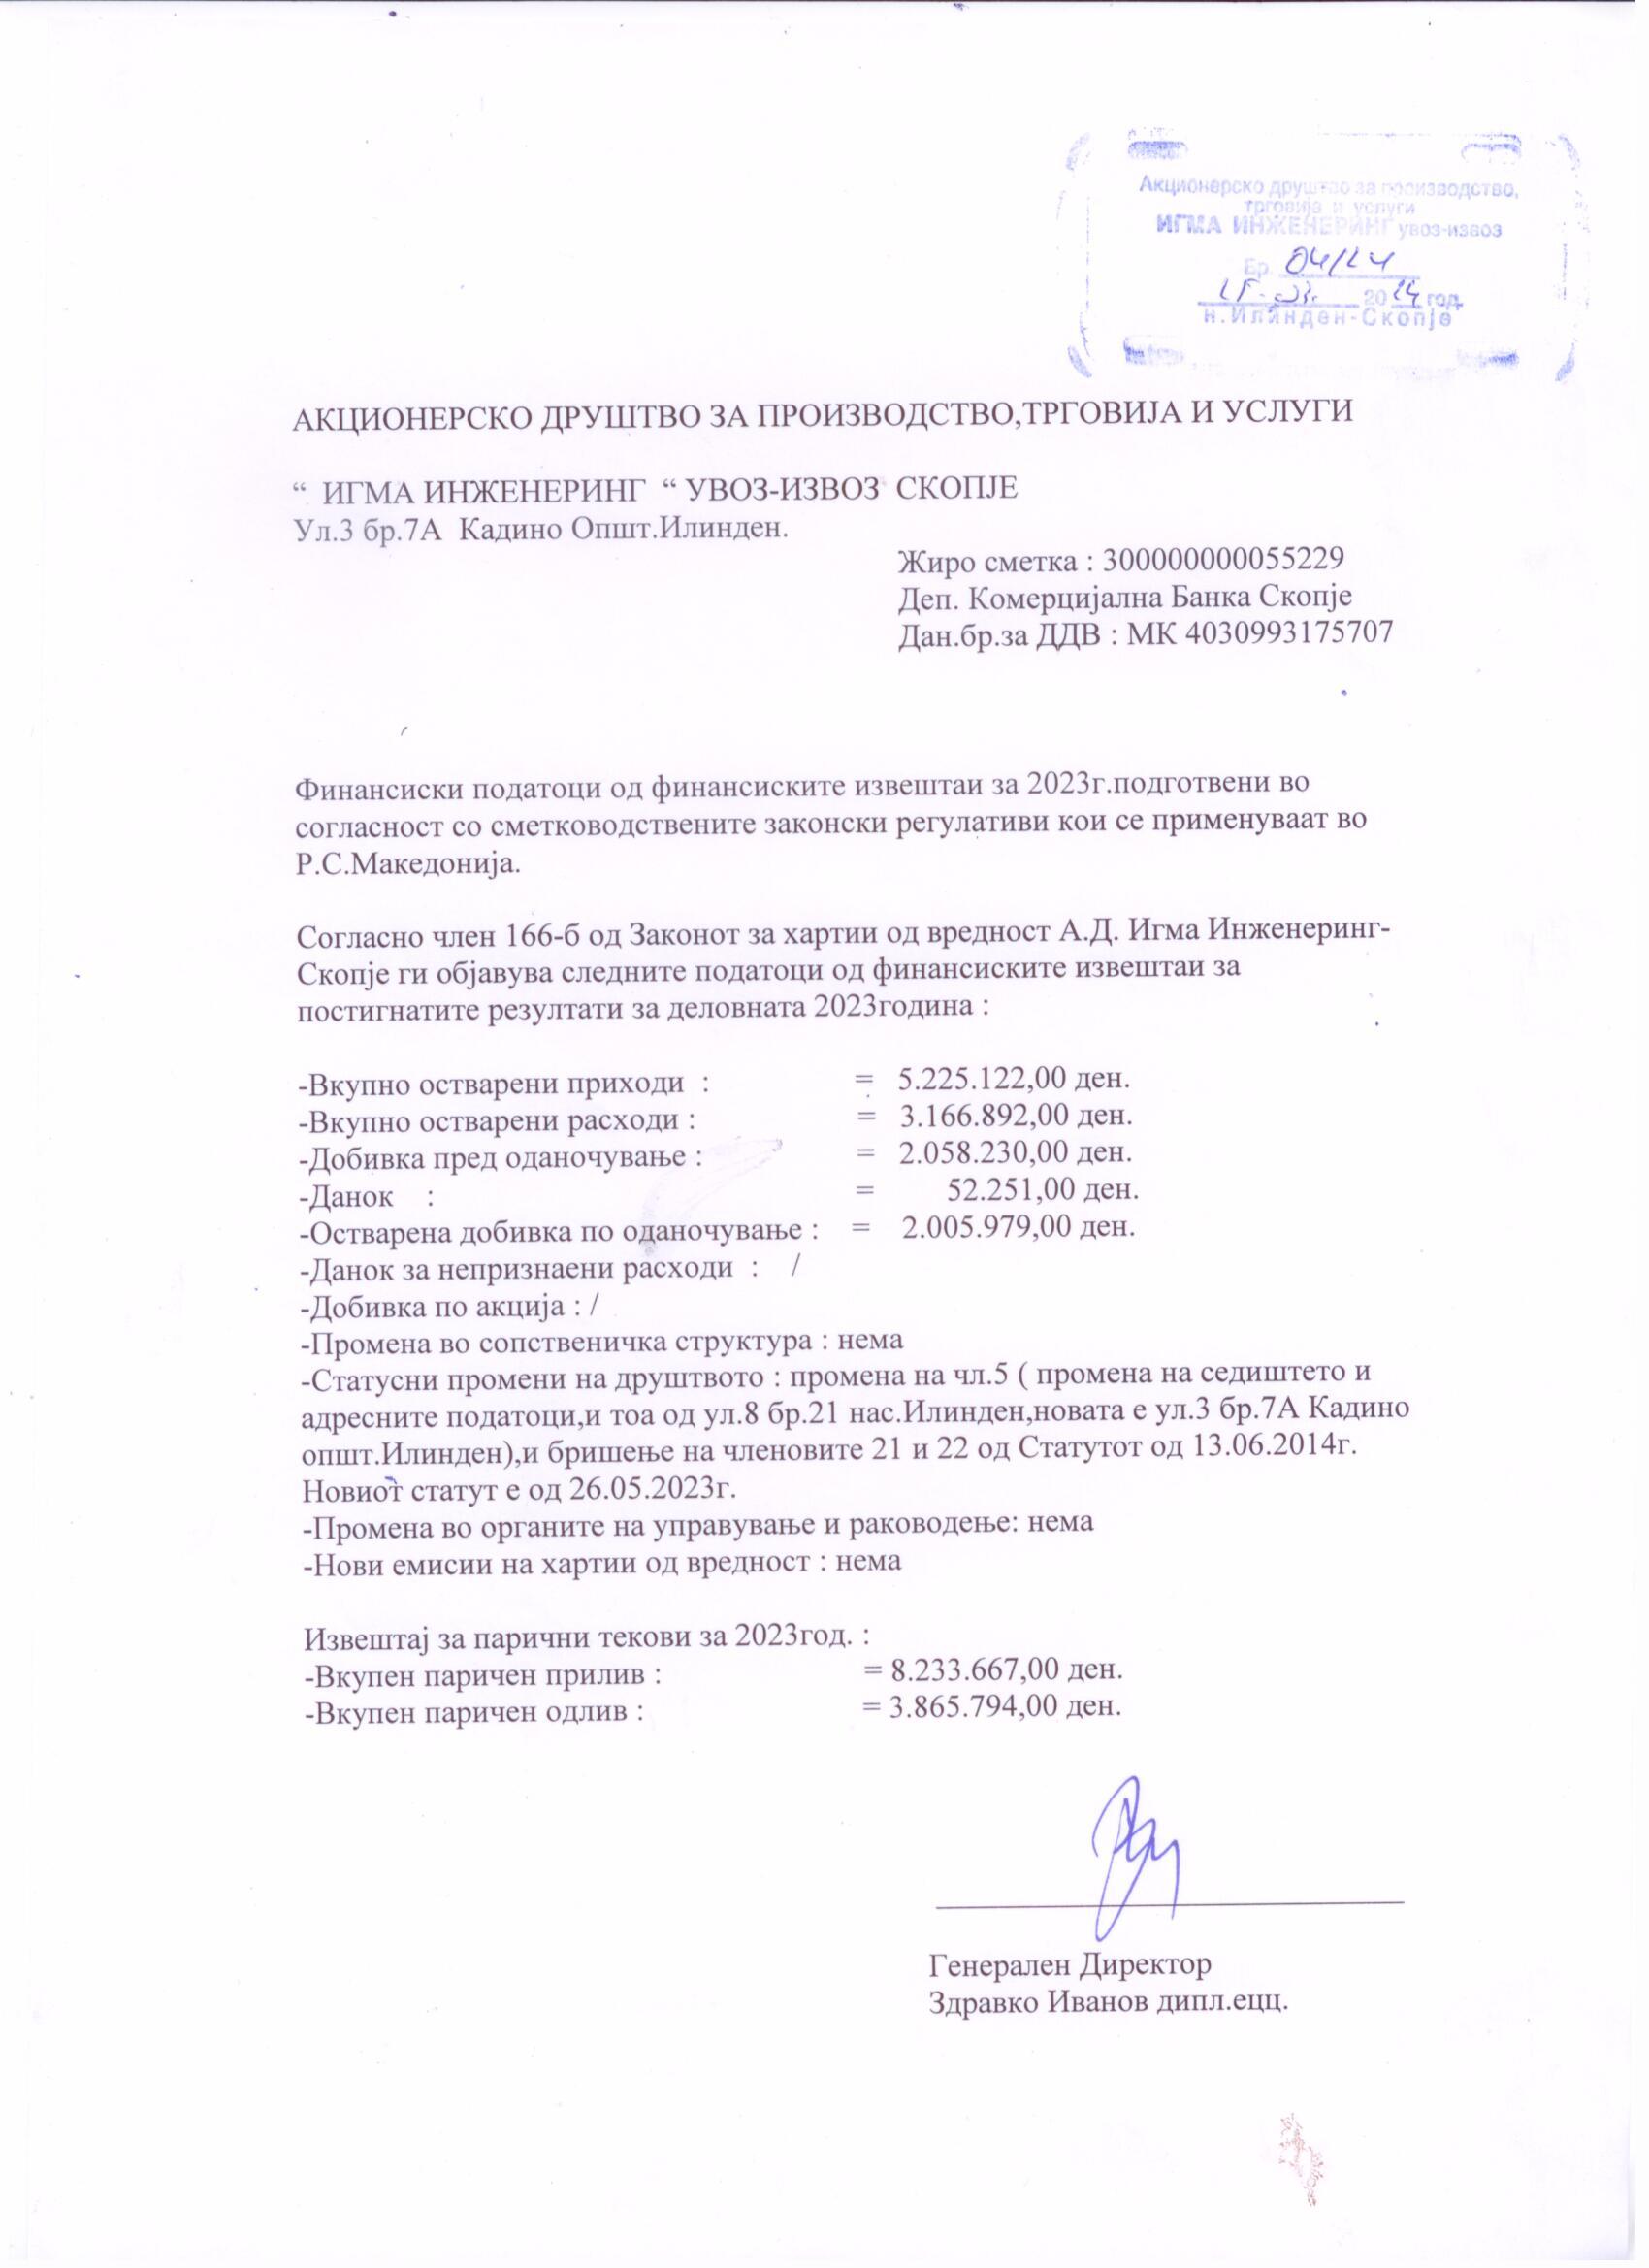 Акционерско друштво за производство,
трговија и услуги
ИГМА ИНЖЕНЕРИНГ увоз-извоз
Бр. 04/24
2024 год.
н.Илинден-Скопје
АКЦИОНЕРСКО ДРУШТВО ЗА ПРОИЗВОДСТВО,ТРГОВИЈА И УСЛУГИ
“ ИГМА ИНЖЕНЕРИНГ “ УВОЗ-ИЗВОЗ СКОПЈЕ
Ул.3 бр.7А Кадино Општ.Илинден.
Жиро сметка : 300000000055229
Деп. Комерцијална Банка Скопје
Дан.бр.за ДДВ : МК 4030993175707
Финансиски податоци од финансиските извештаи за 2023г.подготвени во
согласност со сметководствените законски регулативи кои се применуваат во
Р.С.Македонија.
Согласно член 166-б од Законот за хартии од вредност А.Д. Игма Инженеринг-
Скопје ги објавува следните податоци од финансиските извештаи за
постигнатите резултати за деловната 2023година :
-Вкупно остварени приходи : = 5.225.122,00 ден.
-Вкупно остварени расходи : = 3.166.892,00 ден.
-Добивка пред оданочување : = 2.058.230,00 ден.
-Данок : = 52.251,00 ден.
-Остварена добивка по оданочување : = 2.005.979,00 ден.
-Данок за непризнаени расходи : /
-Добивка по акција : /
-Промена во сопственичка структура : нема
-Статусни промени на друштвото : промена на чл.5 ( промена на седиштето и
адресните податоци,и тоа од ул.8 бр.21 нас.Илинден,новата е ул.3 бр.7А Кадино
општ.Илинден),и бришење на членовите 21 и 22 од Статутот од 13.06.2014г.
Новиот статут е од 26.05.2023г.
-Промена во органите на управување и раководење: нема
-Нови емисии на хартии од вредност : нема
Извештај за парични текови за 2023год. :
-Вкупен паричен прилив : = 8.233.667,00 ден.
-Вкупен паричен одлив : = 3.865.794,00 ден.
Генерален Директор
Здравко Иванов дипл.ецц.